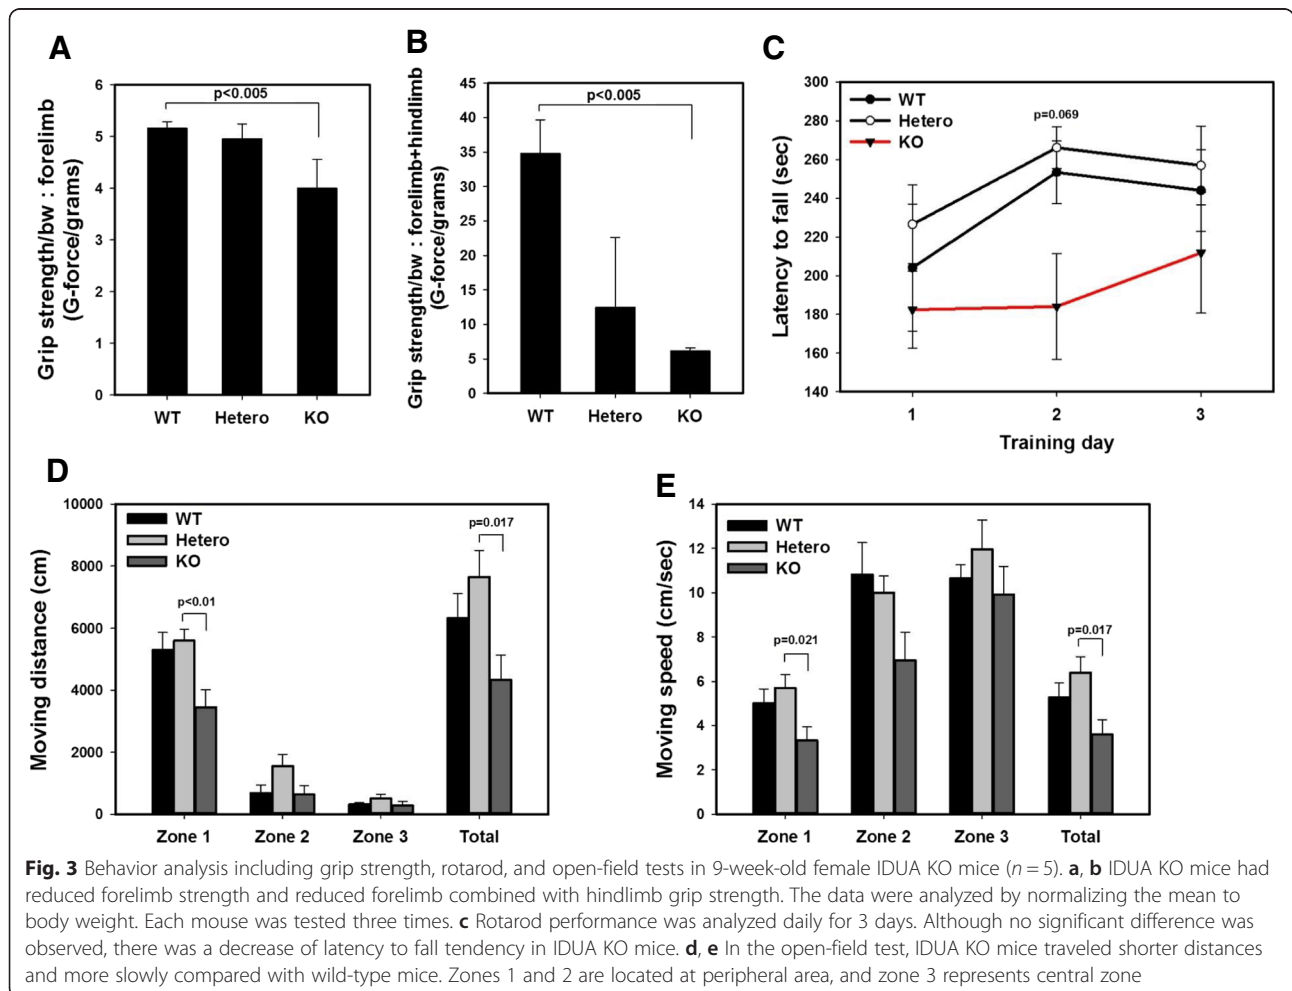 A
Grip strength/bw : forelimb
(G-force/grams)
6
5
4
3
2
1
0
p<0.005
WT Hetero KO
B
Grip strength/bw : forelimb+hindlimb
(G-force/grams)
45
40
35
30
25
20
15
10
5
0
p<0.005
WT Hetero KO
C
Latency to fall (sec)
300
280
260
240
220
200
180
160
140
WT
Hetero
KO
p=0.069
1 2 3
Training day
D
Moving distance (cm)
10000
8000
6000
4000
2000
0
WT
Hetero
KO
p<0.01
p=0.017
Zone 1 Zone 2 Zone 3 Total
E
Moving speed (cm/sec)
14
12
10
8
6
4
2
0
WT
Hetero
KO
p=0.021
p=0.017
Zone 1 Zone 2 Zone 3 Total
Fig. 3 Behavior analysis including grip strength, rotarod, and open-field tests in 9-week-old female IDUA KO mice (n = 5). a, b IDUA KO mice had
reduced forelimb strength and reduced forelimb combined with hindlimb grip strength. The data were analyzed by normalizing the mean to
body weight. Each mouse was tested three times. c Rotarod performance was analyzed daily for 3 days. Although no significant difference was
observed, there was a decrease of latency to fall tendency in IDUA KO mice. d, e In the open-field test, IDUA KO mice traveled shorter distances
and more slowly compared with wild-type mice. Zones 1 and 2 are located at peripheral area, and zone 3 represents central zone